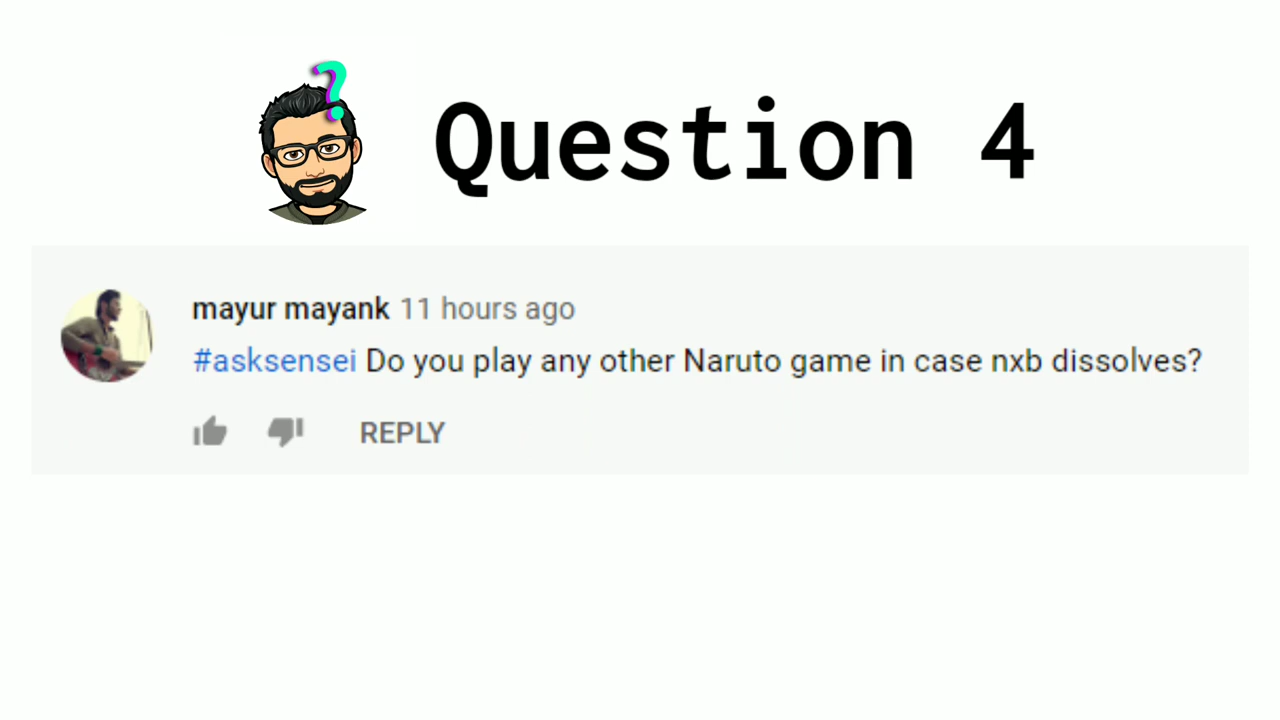 ?
Question 4
mayur mayank 11 hours ago
#asksensei Do you play any other Naruto game in case nxb dissolves?
REPLY